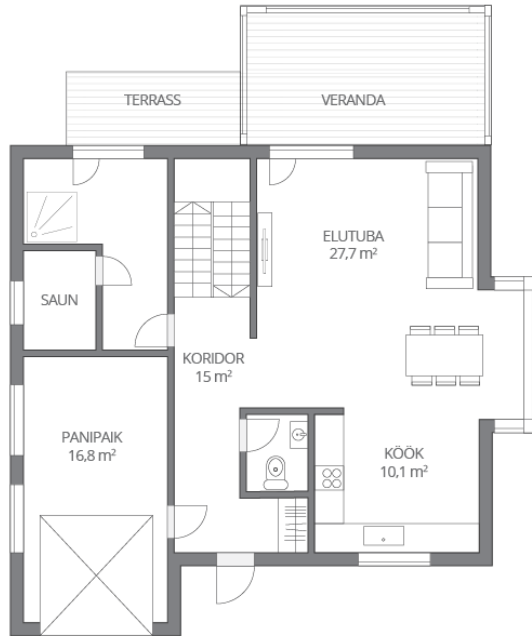 TERRASS
VERANDA
ELUTUBA
27,7 m²
SAUN
KORIDOR
15 m²
PANIPAIK
16,8 m²
KÖÖK
10,1 m²